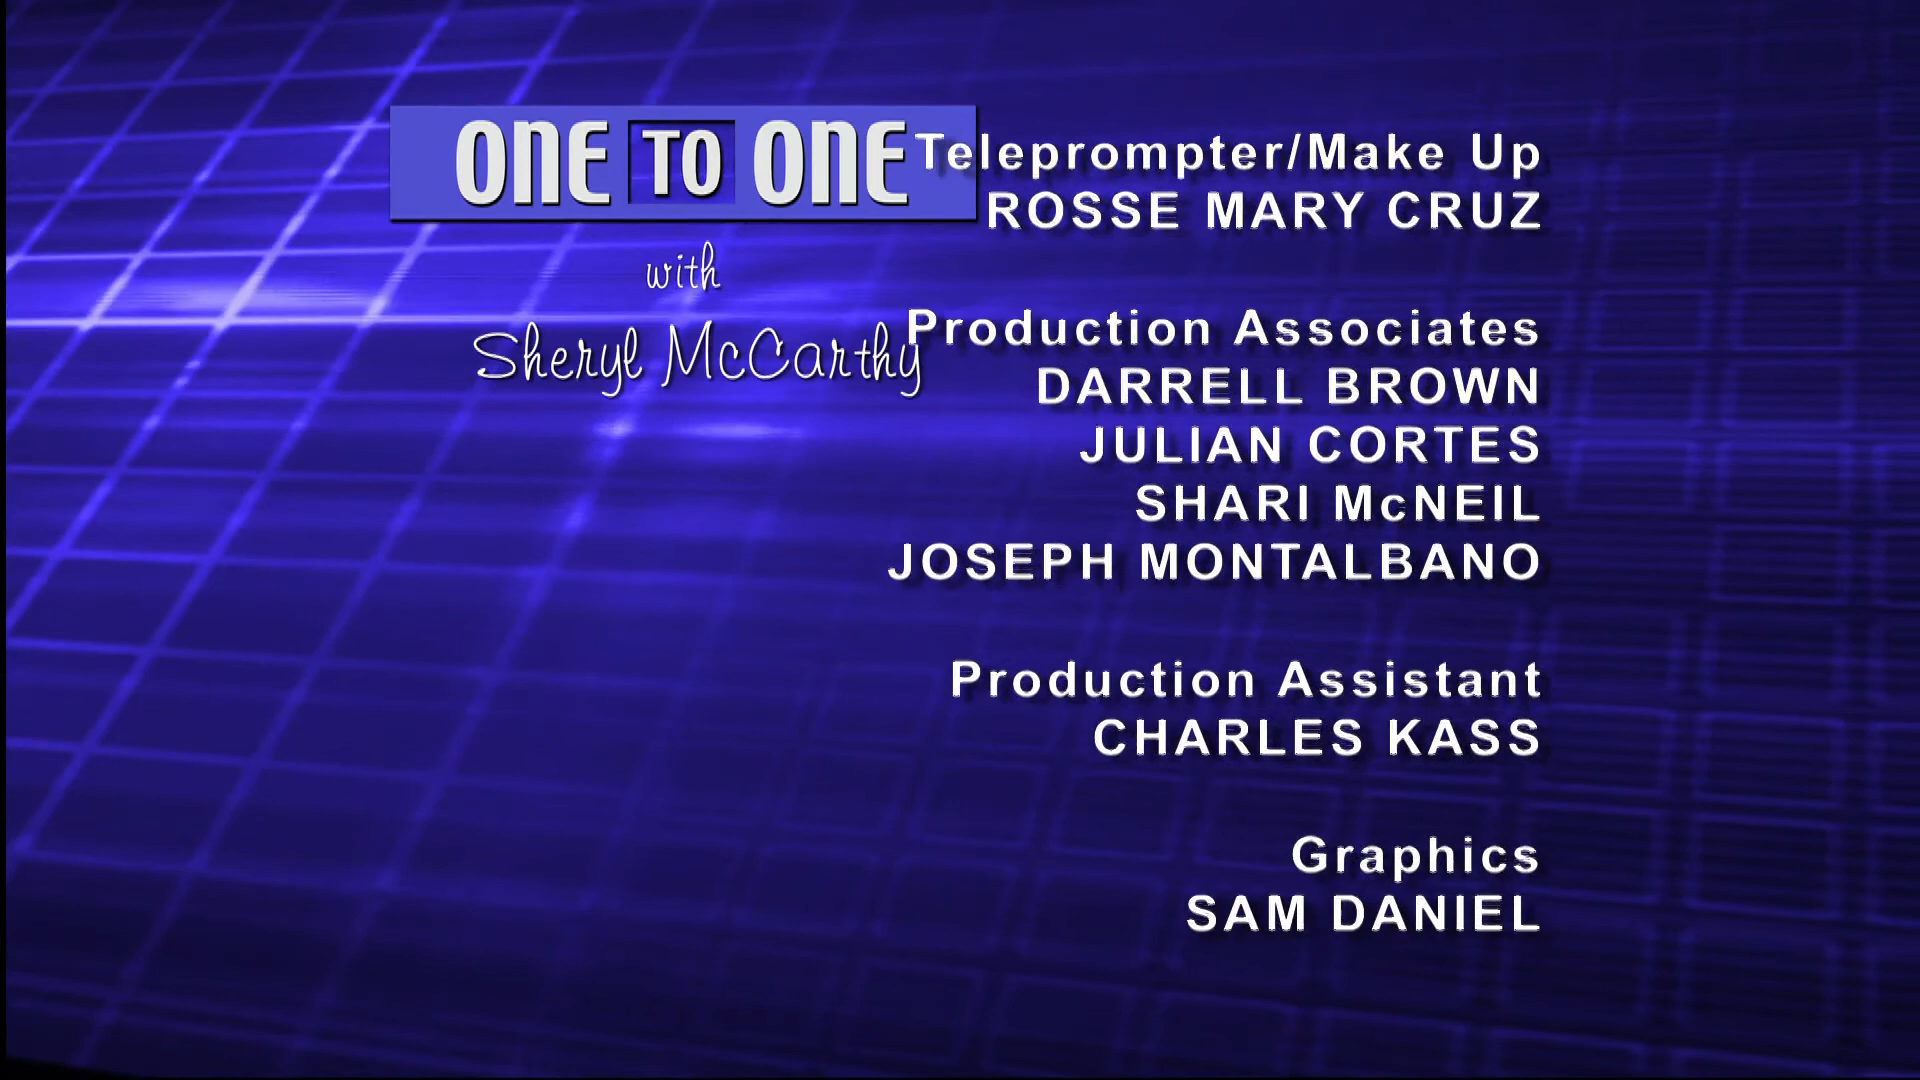 ONE TO ONE
with
Sheryl McCarthy
Teleprompter/Make Up
ROSSE MARY CRUZ
Production Associates
DARRELL BROWN
JULIAN CORTES
SHARI McNEIL
JOSEPH MONTALBANO
Production Assistant
CHARLES KASS
Graphics
SAM DANIEL